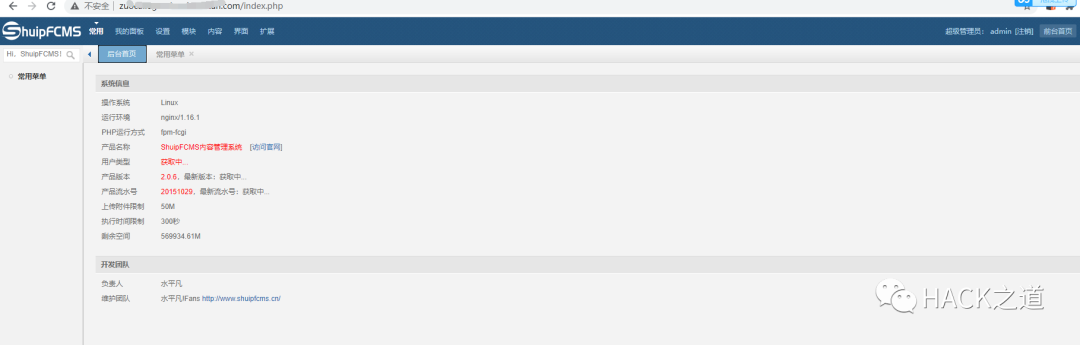 不安全 com/index.php
ShuipFCMS 常用 我的面板 设置 模块 内容 界面 扩展 超级管理员： admin [注销] 前台首页
Hi，ShuipFCMS! 后台首页 常用菜单 ×
常用菜单
系统信息
操作系统 Linux
运行环境 nginx/1.16.1
PHP运行方式 fpm-fcgi
产品名称 ShuipFCMS内容管理系统 [访问官网]
用户类型 获取中...
产品版本 2.0.6，最新版本：获取中...
产品流水号 20151029，最新流水号：获取中...
上传附件限制 50M
执行时间限制 300秒
剩余空间 569934.61M
开发团队
负责人 水平凡
维护团队 水平凡!Fans http://www.shuipfcms.cn/
HACK之道